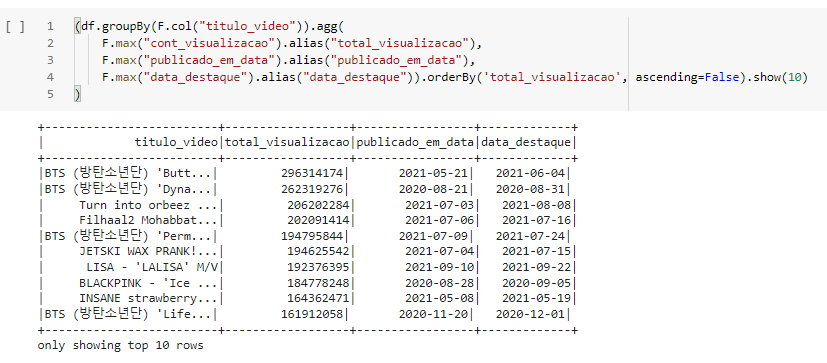 [ ] 1 (df.groupBy(F.col("titulo_video")).agg(
2     F.max("cont_visualizacao").alias("total_visualizacao"),
3     F.max("publicado_em_data").alias("publicado_em_data"),
4     F.max("data_destaque").alias("data_destaque")).orderBy('total_visualizacao', ascending=False).show(10)
5 )
+--------------------+------------------+-----------------+-------------+
|        titulo_video|total_visualizacao|publicado_em_data|data_destaque|
+--------------------+------------------+-----------------+-------------+
|BTS (방탄소년단) 'Butt...|         296314174|       2021-05-21|   2021-06-04|
|BTS (방탄소년단) 'Dyna...|         262319276|       2020-08-21|   2020-08-31|
| Turn into orbeez ...|         206202284|       2021-07-03|   2021-08-08|
| Filhaal2 Mohabbat...|         202091414|       2021-07-06|   2021-07-16|
|BTS (방탄소년단) 'Perm...|         194795844|       2021-07-09|   2021-07-24|
| JETSKI WAX PRANK!...|         194625542|       2021-07-04|   2021-07-15|
| LISA - 'LALISA' M/V|         192376395|       2021-09-10|   2021-09-22|
| BLACKPINK - 'Ice ...|         184778248|       2020-08-28|   2020-09-05|
| INSANE strawberry...|         164362471|       2021-05-08|   2021-05-19|
|BTS (방탄소년단) 'Life...|         161912058|       2020-11-20|   2020-12-01|
+--------------------+------------------+-----------------+-------------+
only showing top 10 rows